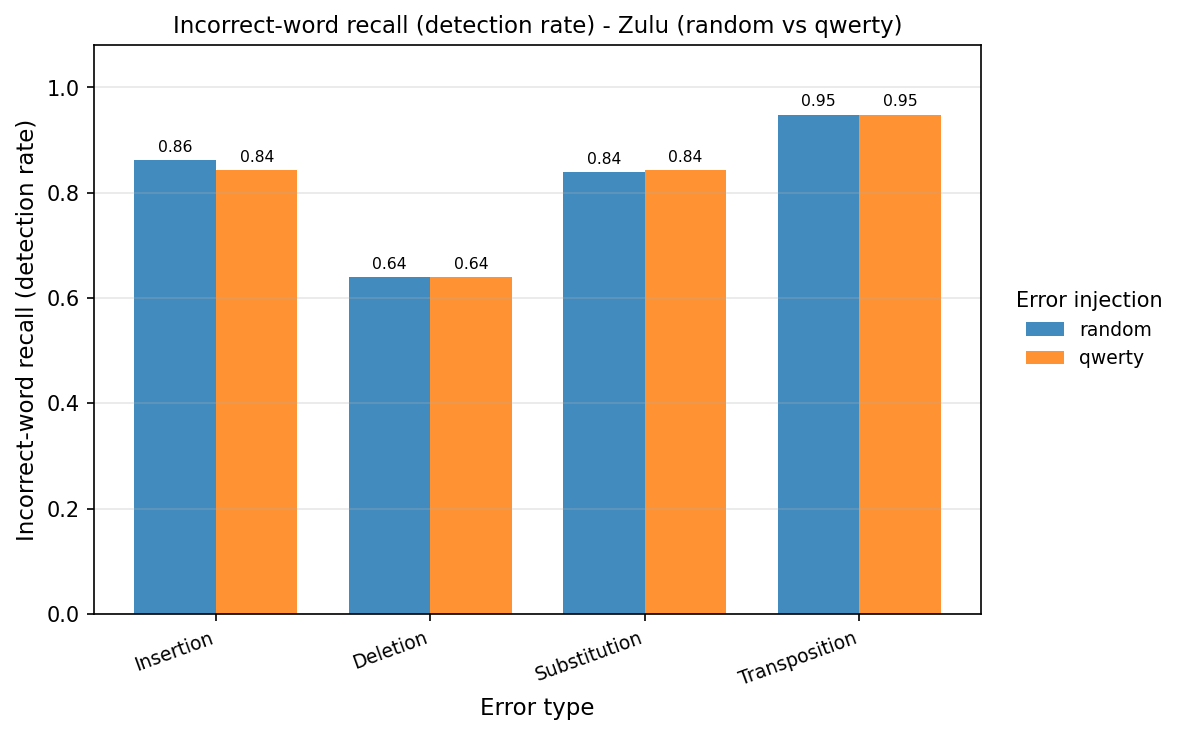 Incorrect-word recall (detection rate) - Zulu (random vs qwerty)
Incorrect-word recall (detection rate)
1.0
0.8
0.6
0.4
0.2
0.0
0.86
0.84
0.64
0.64
0.84
0.84
0.95
0.95
Insertion
Deletion
Substitution
Transposition
Error type
Error injection
random
qwerty